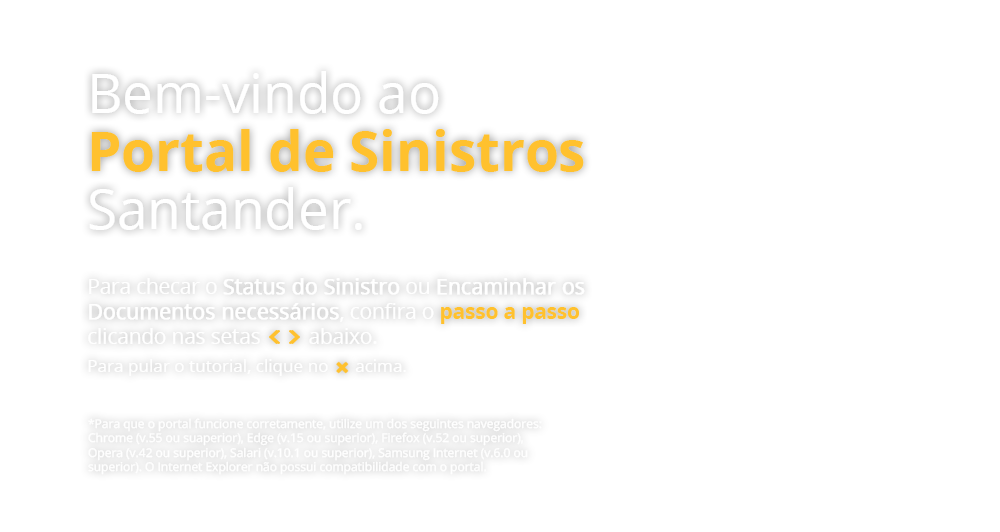 Bem-vindo ao
Portal de Sinistros
Santander.
Para checar o Status do Sinistro ou Encaminhar os
Documentos necessários, confira o passo a passo
clicando nas setas < > abaixo.
Para pular o tutorial, clique no ✖ acima.
*Para que o portal funcione corretamente, utilize um dos seguintes navegadores:
Chrome (v.55 ou suaperior), Edge (v.15 ou superior), Firefox (v.52 ou superior),
Opera (v.42 ou superior), Safari (v.10.1 ou superior), Samsung Internet (v.6.0 ou
superior). O Internet Explorer não possui compatibilidade com o portal.